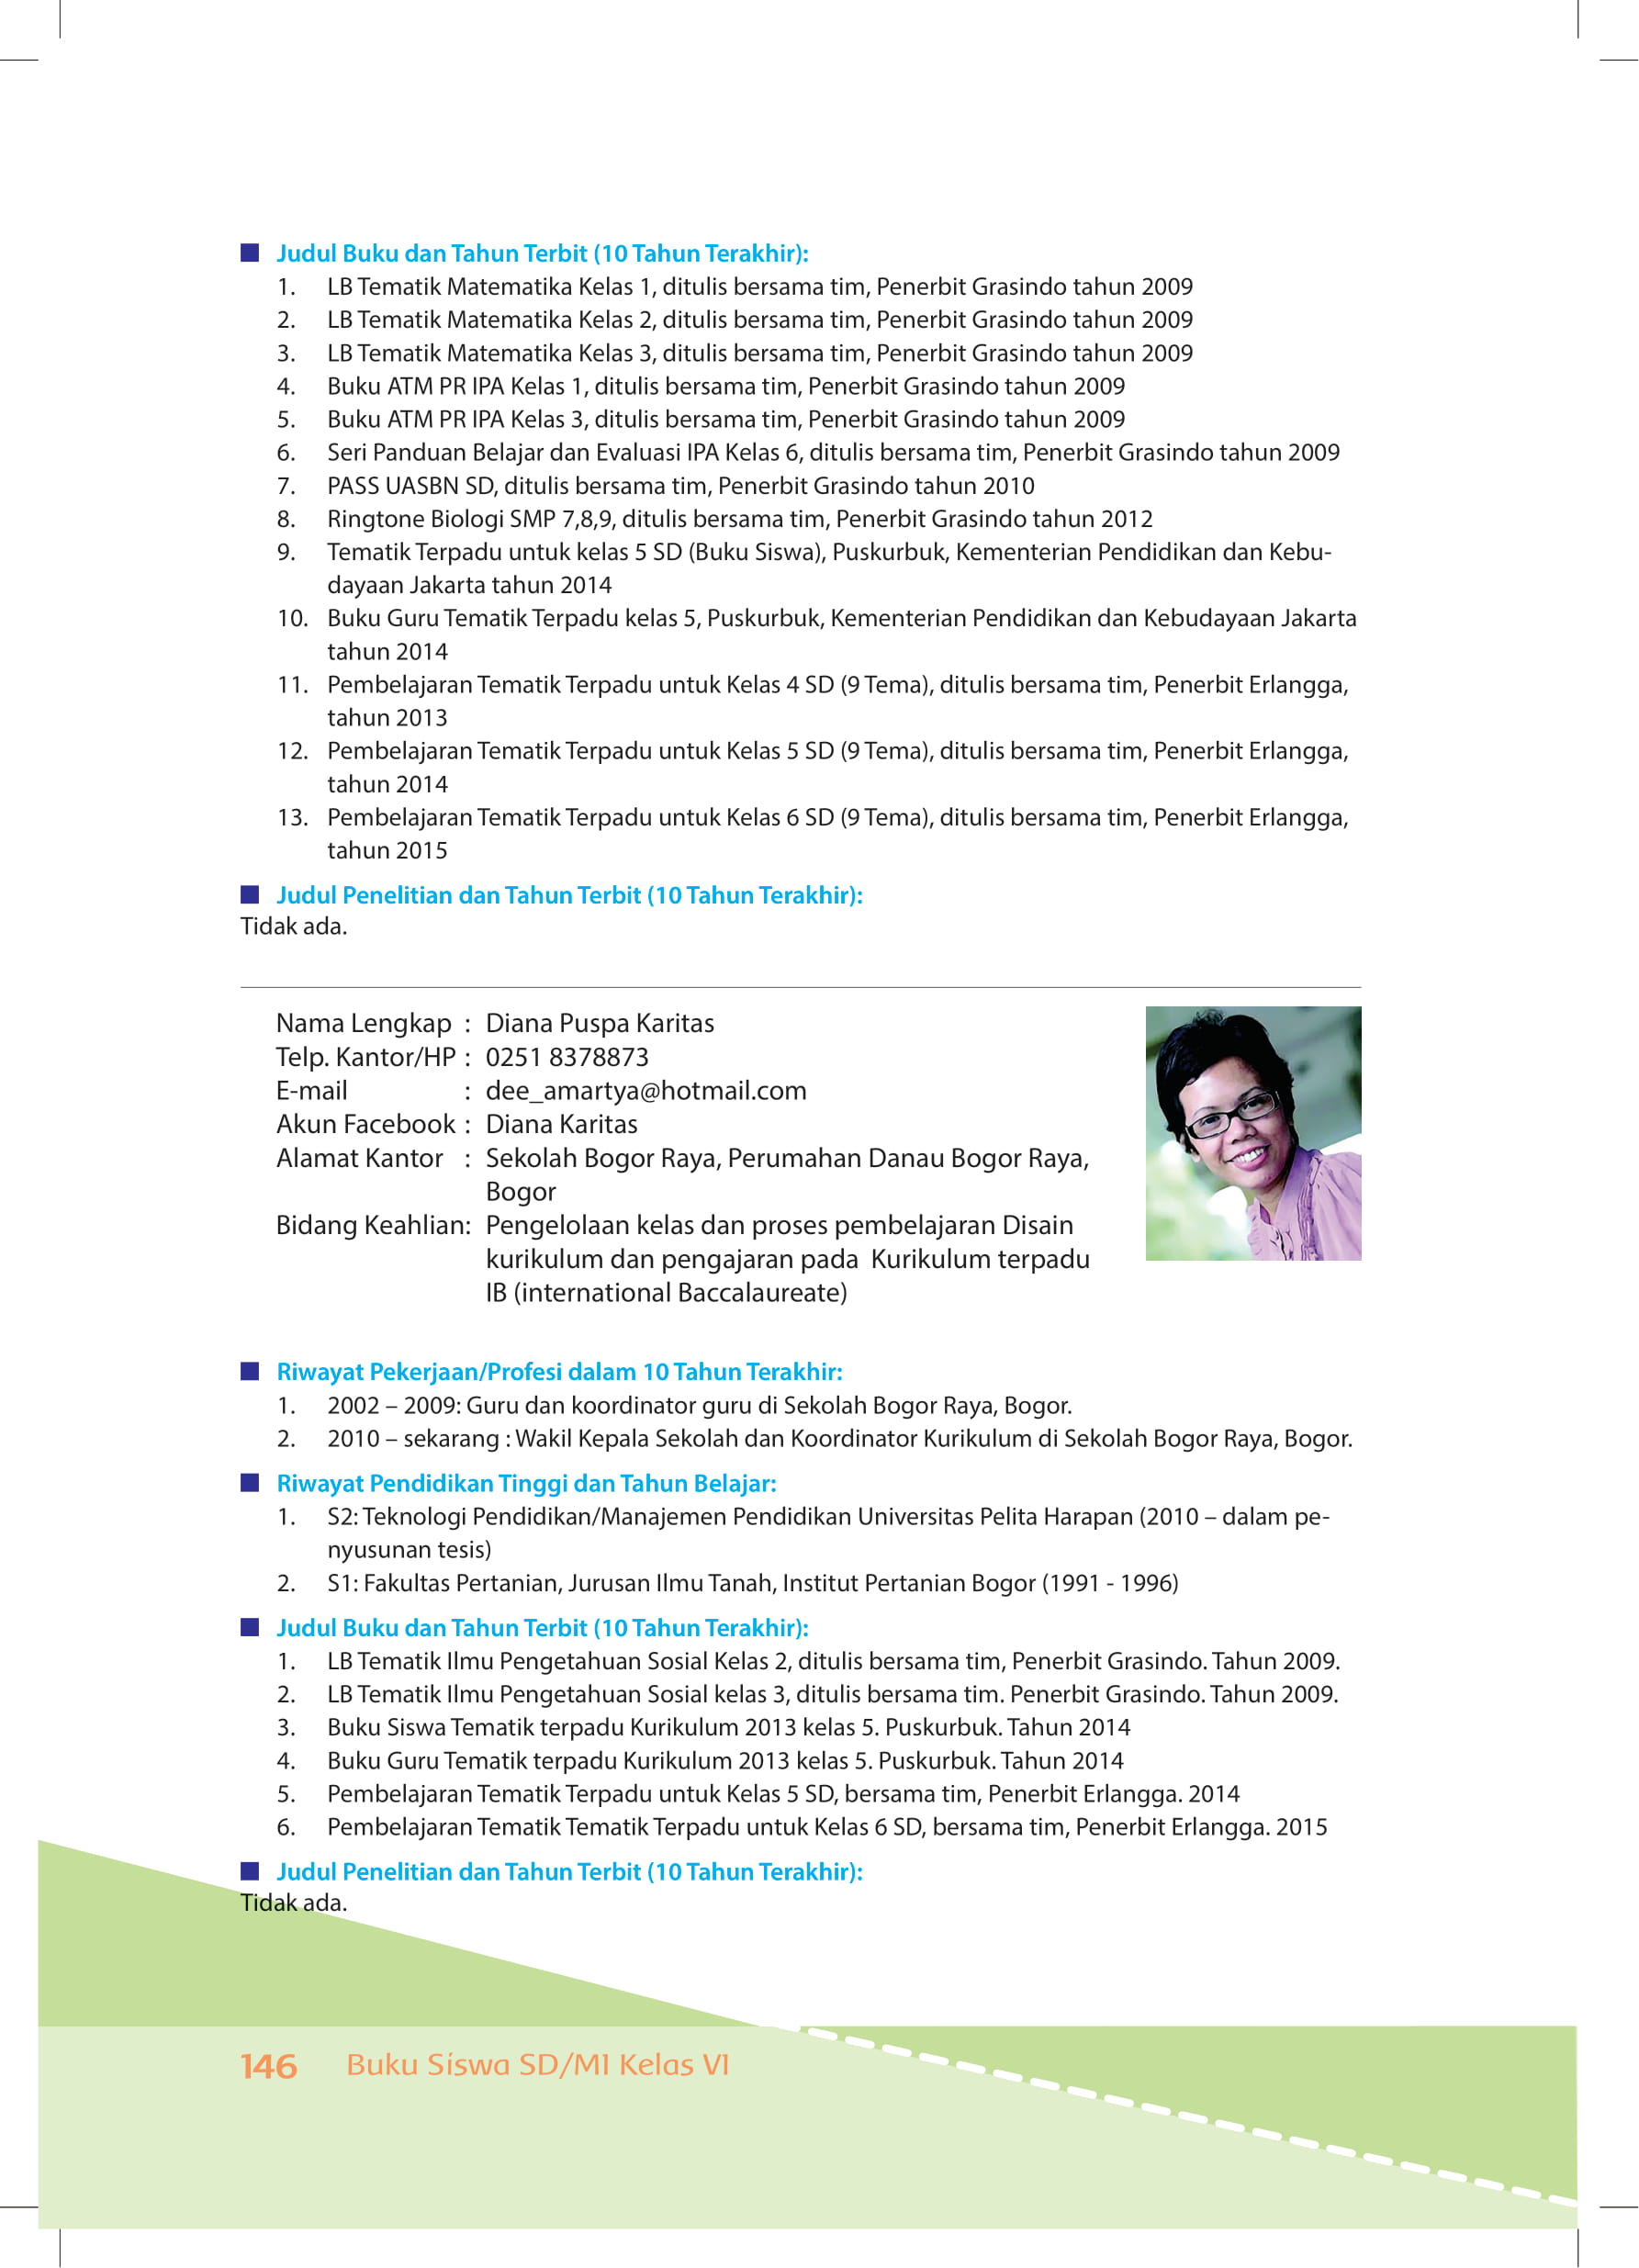 Judul Buku dan Tahun Terbit (10 Tahun Terakhir):
1. LB Tematik Matematika Kelas 1, ditulis bersama tim, Penerbit Grasindo tahun 2009
2. LB Tematik Matematika Kelas 2, ditulis bersama tim, Penerbit Grasindo tahun 2009
3. LB Tematik Matematika Kelas 3, ditulis bersama tim, Penerbit Grasindo tahun 2009
4. Buku ATM PR IPA Kelas 1, ditulis bersama tim, Penerbit Grasindo tahun 2009
5. Buku ATM PR IPA Kelas 3, ditulis bersama tim, Penerbit Grasindo tahun 2009
6. Seri Panduan Belajar dan Evaluasi IPA Kelas 6, ditulis bersama tim, Penerbit Grasindo tahun 2009
7. PASS UASBN SD, ditulis bersama tim, Penerbit Grasindo tahun 2010
8. Ringtone Biologi SMP 7,8,9, ditulis bersama tim, Penerbit Grasindo tahun 2012
9. Tematik Terpadu untuk kelas 5 SD (Buku Siswa), Puskurbuk, Kementerian Pendidikan dan Kebu-
dayaan Jakarta tahun 2014
10. Buku Guru Tematik Terpadu kelas 5, Puskurbuk, Kementerian Pendidikan dan Kebudayaan Jakarta
tahun 2014
11. Pembelajaran Tematik Terpadu untuk Kelas 4 SD (9 Tema), ditulis bersama tim, Penerbit Erlangga,
tahun 2013
12. Pembelajaran Tematik Terpadu untuk Kelas 5 SD (9 Tema), ditulis bersama tim, Penerbit Erlangga,
tahun 2014
13. Pembelajaran Tematik Terpadu untuk Kelas 6 SD (9 Tema), ditulis bersama tim, Penerbit Erlangga,
tahun 2015
Judul Penelitian dan Tahun Terbit (10 Tahun Terakhir):
Tidak ada.
Nama Lengkap : Diana Puspa Karitas
Telp. Kantor/HP : 0251 8378873
E-mail : dee_amartya@hotmail.com
Akun Facebook : Diana Karitas
Alamat Kantor : Sekolah Bogor Raya, Perumahan Danau Bogor Raya,
Bogor
Bidang Keahlian: Pengelolaan kelas dan proses pembelajaran Disain
kurikulum dan pengajaran pada Kurikulum terpadu
IB (international Baccalaureate)
Riwayat Pekerjaan/Profesi dalam 10 Tahun Terakhir:
1. 2002 – 2009: Guru dan koordinator guru di Sekolah Bogor Raya, Bogor.
2. 2010 – sekarang : Wakil Kepala Sekolah dan Koordinator Kurikulum di Sekolah Bogor Raya, Bogor.
Riwayat Pendidikan Tinggi dan Tahun Belajar:
1. S2: Teknologi Pendidikan/Manajemen Pendidikan Universitas Pelita Harapan (2010 – dalam pe-
nyusunan tesis)
2. S1: Fakultas Pertanian, Jurusan Ilmu Tanah, Institut Pertanian Bogor (1991 - 1996)
Judul Buku dan Tahun Terbit (10 Tahun Terakhir):
1. LB Tematik Ilmu Pengetahuan Sosial Kelas 2, ditulis bersama tim, Penerbit Grasindo. Tahun 2009.
2. LB Tematik Ilmu Pengetahuan Sosial kelas 3, ditulis bersama tim. Penerbit Grasindo. Tahun 2009.
3. Buku Siswa Tematik terpadu Kurikulum 2013 kelas 5. Puskurbuk. Tahun 2014
4. Buku Guru Tematik terpadu Kurikulum 2013 kelas 5. Puskurbuk. Tahun 2014
5. Pembelajaran Tematik Terpadu untuk Kelas 5 SD, bersama tim, Penerbit Erlangga. 2014
6. Pembelajaran Tematik Tematik Terpadu untuk Kelas 6 SD, bersama tim, Penerbit Erlangga. 2015
Judul Penelitian dan Tahun Terbit (10 Tahun Terakhir):
Tidak ada.
146 Buku Siswa SD/MI Kelas VI